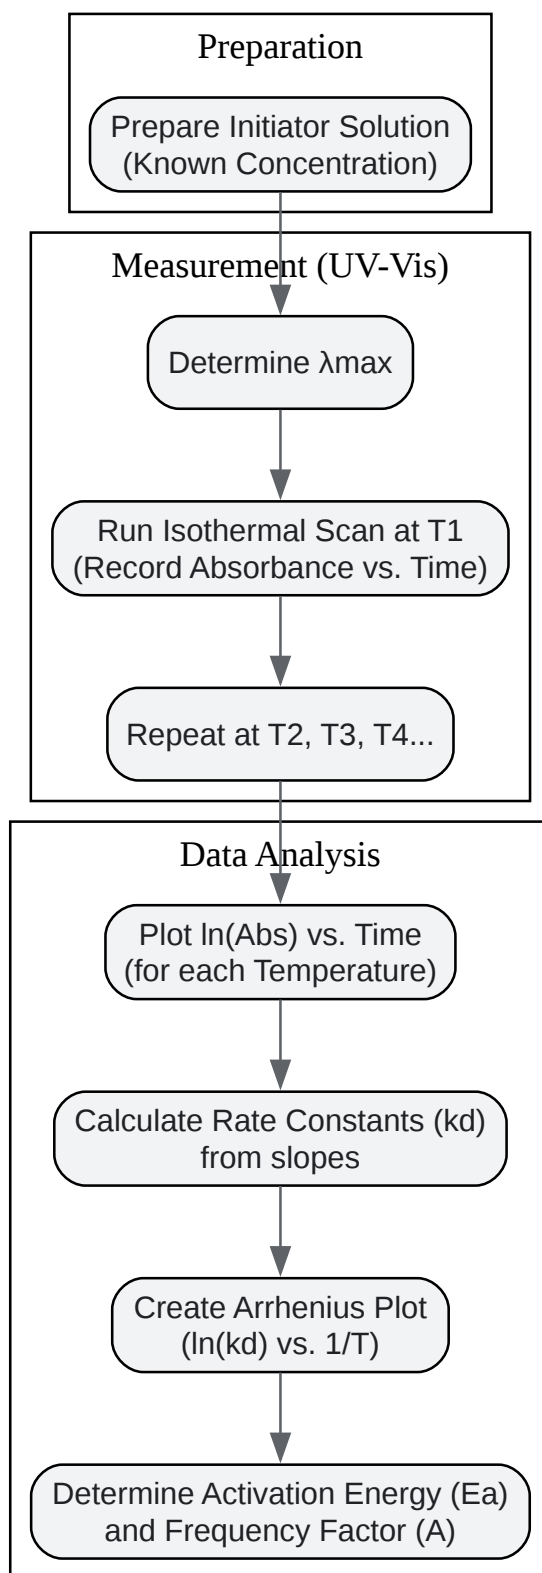 Preparation
Prepare Initiator Solution
(Known Concentration)
Measurement (UV-Vis)
Determine λmax
Run Isothermal Scan at T1
(Record Absorbance vs. Time)
Repeat at T2, T3, T4...
Data Analysis
Plot ln(Abs) vs. Time
(for each Temperature)
Calculate Rate Constants (kd)
from slopes
Create Arrhenius Plot
(ln(kd) vs. 1/T)
Determine Activation Energy (Ea)
and Frequency Factor (A)